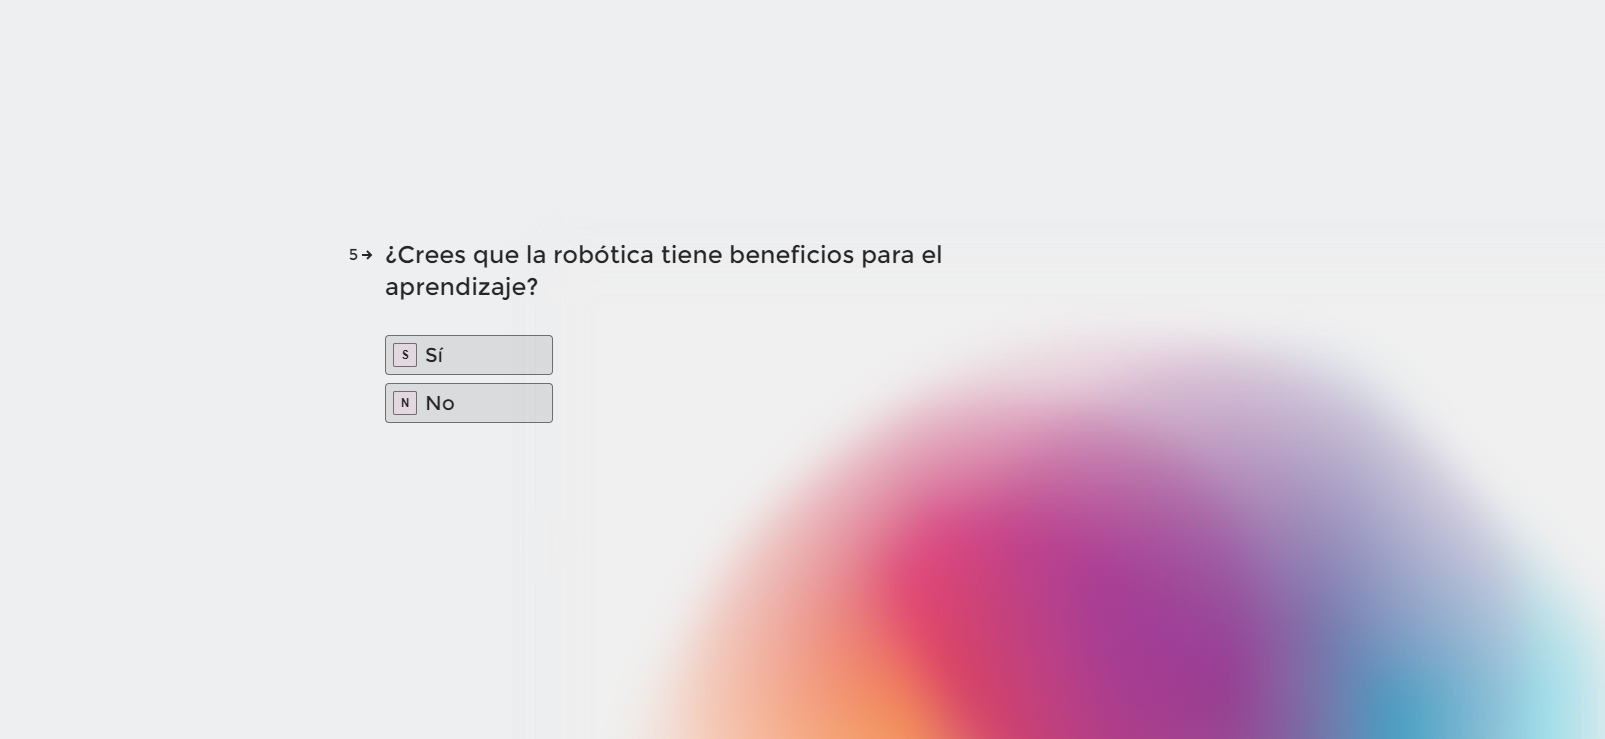 5→ ¿Crees que la robótica tiene beneficios para el
aprendizaje?
S Sí
N No